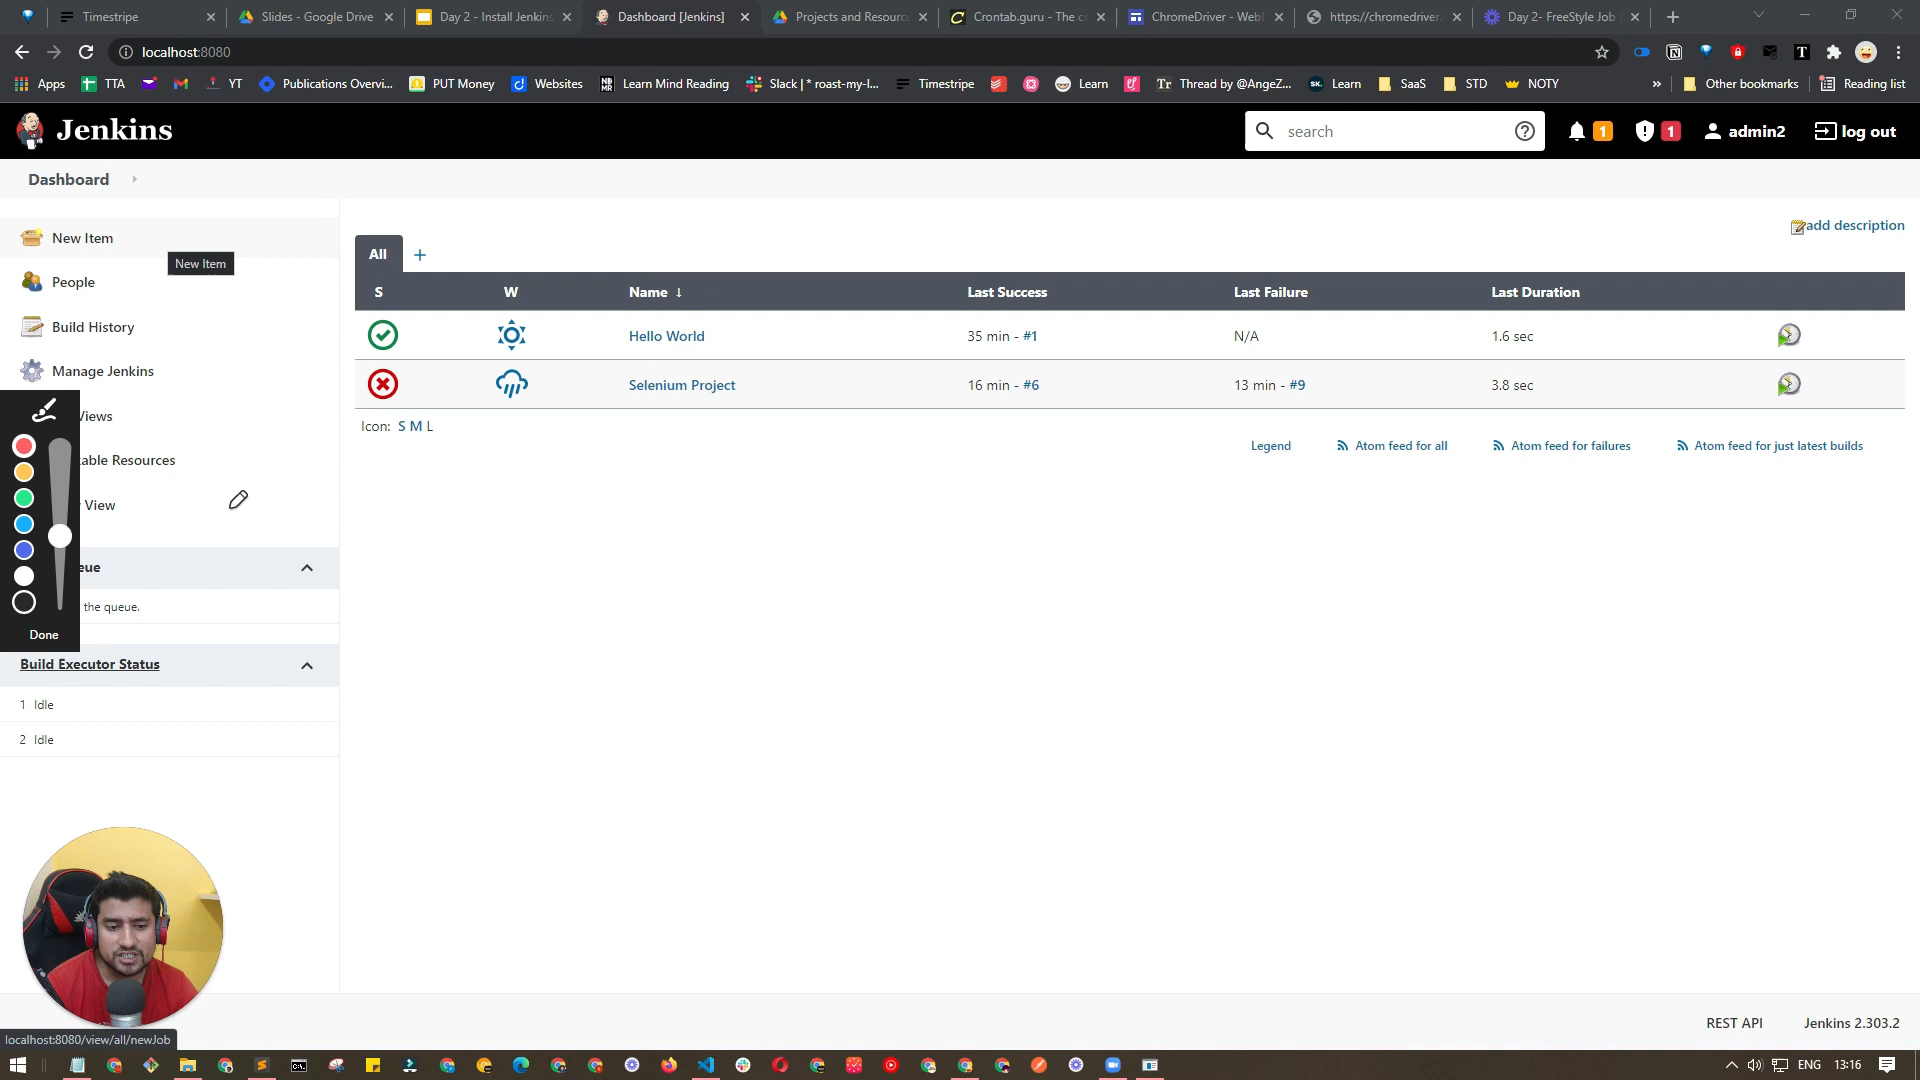 Timestripe
Slides - Google Drive
Day 2 - Install Jenkins
Dashboard [Jenkins]
Projects and Resourc
Crontab.guru - The c
ChromeDriver - WebD
https://chromedriver.
Day 2- FreeStyle Job
localhost:8080
Apps
TTA
YT
Publications Overvi...
PUT Money
Websites
Learn Mind Reading
Slack | * roast-my-l...
Timestripe
Learn
Thread by @AngeZ...
Learn
SaaS
STD
NOTY
Other bookmarks
Reading list
Jenkins
search
1
1
admin2
log out
Dashboard
New Item
New Item
People
Build History
Manage Jenkins
Views
able Resources
View
eue
the queue.
Done
Build Executor Status
1 Idle
2 Idle
add description
All +
S W Name ↓ Last Success Last Failure Last Duration
Hello World 35 min - #1 N/A 1.6 sec
Selenium Project 16 min - #6 13 min - #9 3.8 sec
Icon: S M L
Legend Atom feed for all Atom feed for failures Atom feed for just latest builds
REST API Jenkins 2.303.2
localhost:8080/view/all/newJob
ENG 13:16